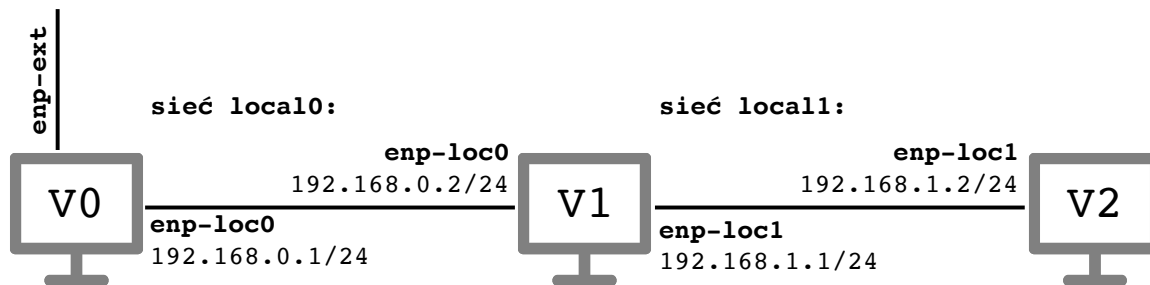 enp-ext
sieć local0:
sieć local1:
enp-loc0
192.168.0.2/24
enp-loc1
192.168.1.2/24
V0
V1
V2
enp-loc0
192.168.0.1/24
enp-loc1
192.168.1.1/24